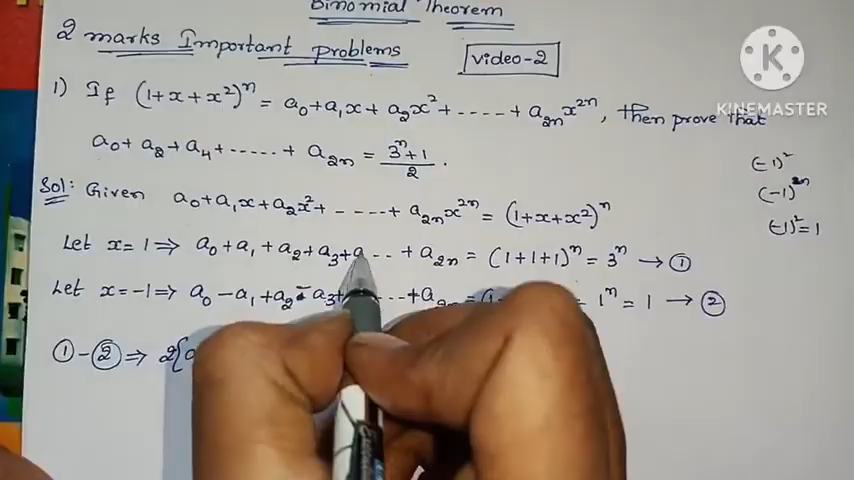 Binomial Theorem
2 marks Important problems
video-2
K
KINEMASTER
1) If (1+x+x²)ⁿ = a₀+a₁x+a₂x²+----+a₂ₙx²ⁿ, then prove that
a₀+a₂+a₄+.....+a₂ₙ = (3ⁿ+1)/2.
(-1)²
(-1)²ⁿ
(-1)²=1
Sol: Given a₀+a₁x+a₂x²+----+a₂ₙx²ⁿ = (1+x+x²)ⁿ
Let x=1 ⇒ a₀+a₁+a₂+a₃+a...+a₂ₙ = (1+1+1)ⁿ = 3ⁿ → ①
Let x=-1 ⇒ a₀-a₁+a₂-a₃+...+a₂ₙ=(1 1ⁿ = 1 → ②
①-② ⇒ 2{a